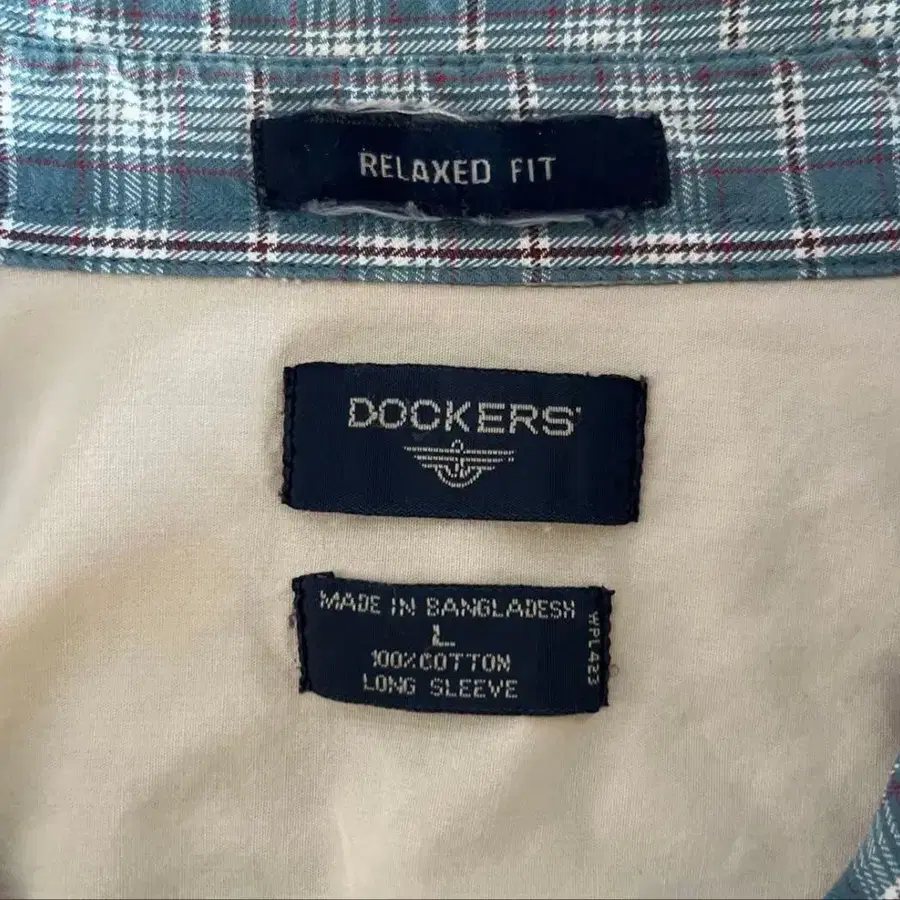 RELAXED FIT
DOCKERS
MADE IN BANGLADESH
L
100% COTTON
LONG SLEEVE
WPL423